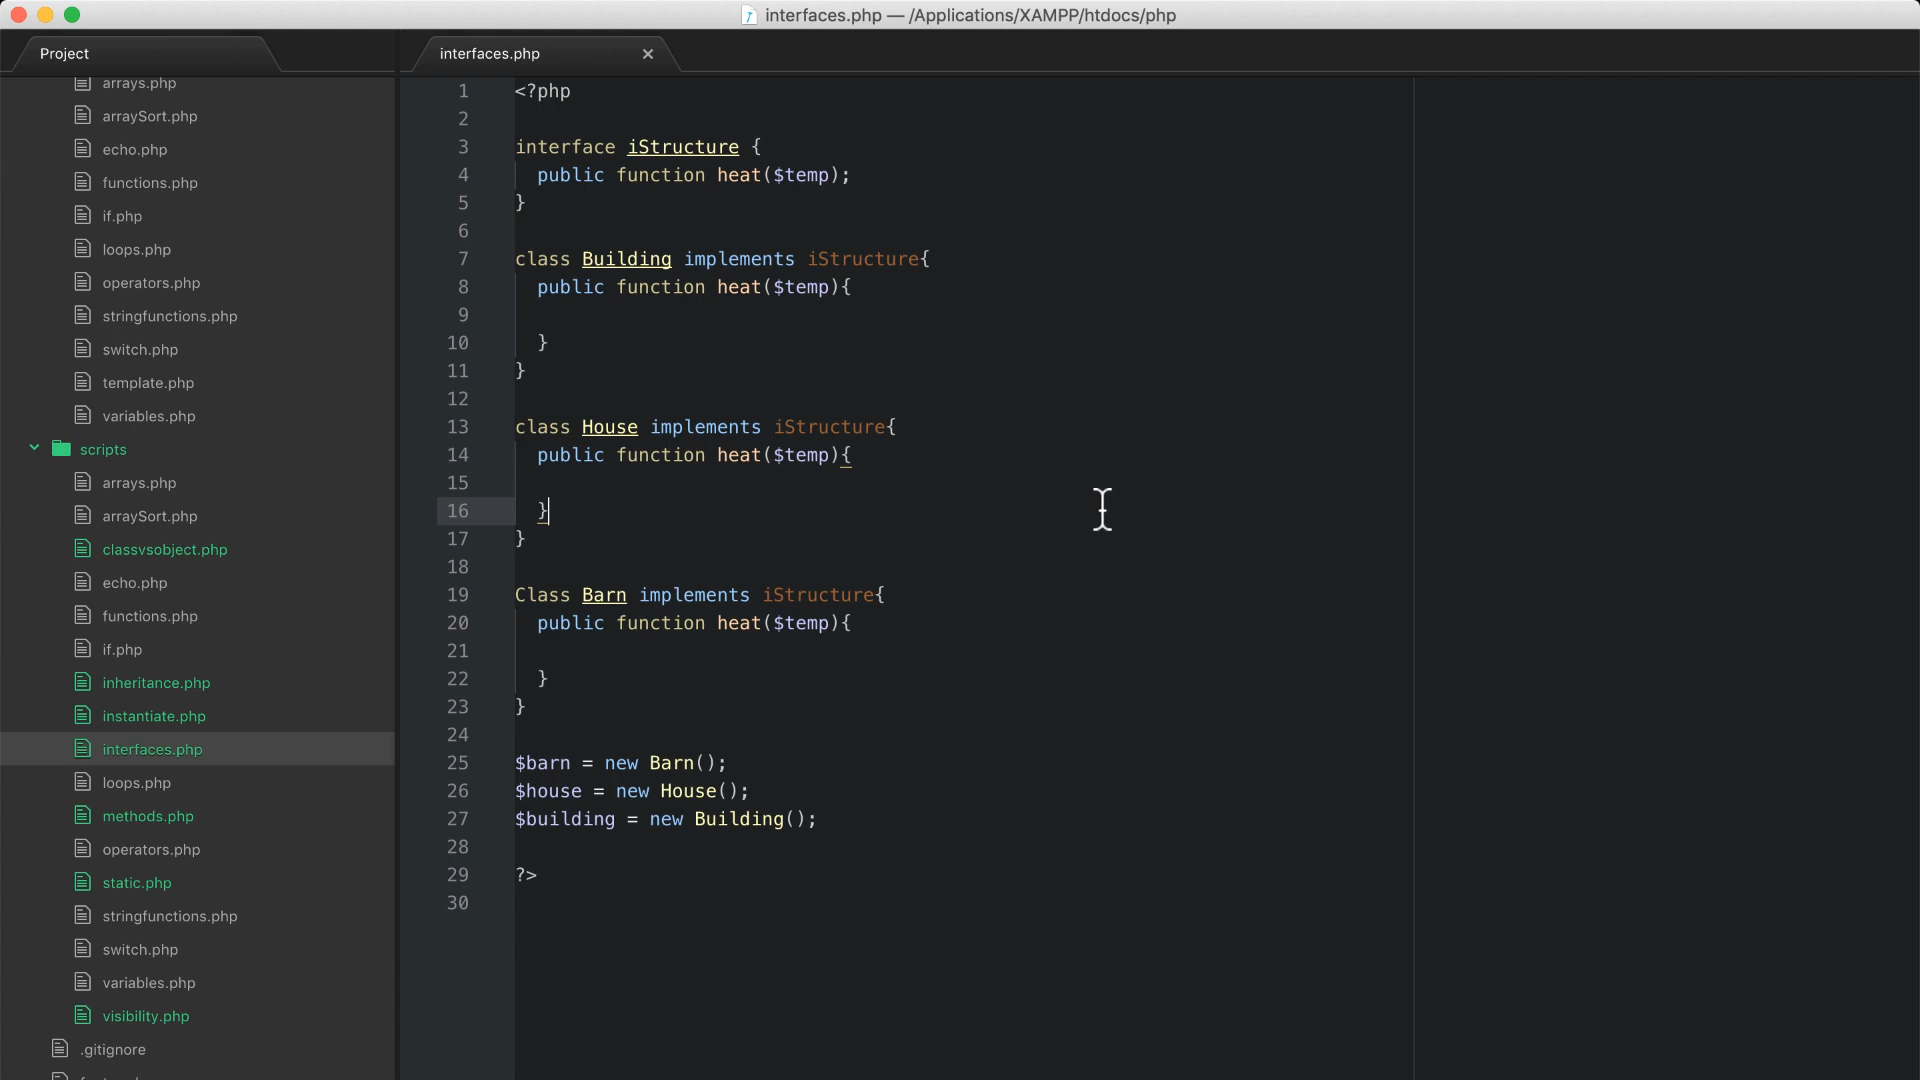 interfaces.php — /Applications/XAMPP/htdocs/php
Project
interfaces.php
arrays.php
arraySort.php
echo.php
functions.php
if.php
loops.php
operators.php
stringfunctions.php
switch.php
template.php
variables.php
scripts
arrays.php
arraySort.php
classvsobject.php
echo.php
functions.php
if.php
inheritance.php
instantiate.php
interfaces.php
loops.php
methods.php
operators.php
static.php
stringfunctions.php
switch.php
variables.php
visibility.php
.gitignore
1 <?php
2
3 interface iStructure {
4 public function heat($temp);
5 }
6
7 class Building implements iStructure{
8 public function heat($temp){
9
10 }
11 }
12
13 class House implements iStructure{
14 public function heat($temp){
15
16 }
17 }
18
19 Class Barn implements iStructure{
20 public function heat($temp){
21
22 }
23 }
24
25 $barn = new Barn();
26 $house = new House();
27 $building = new Building();
28
29 ?>
30